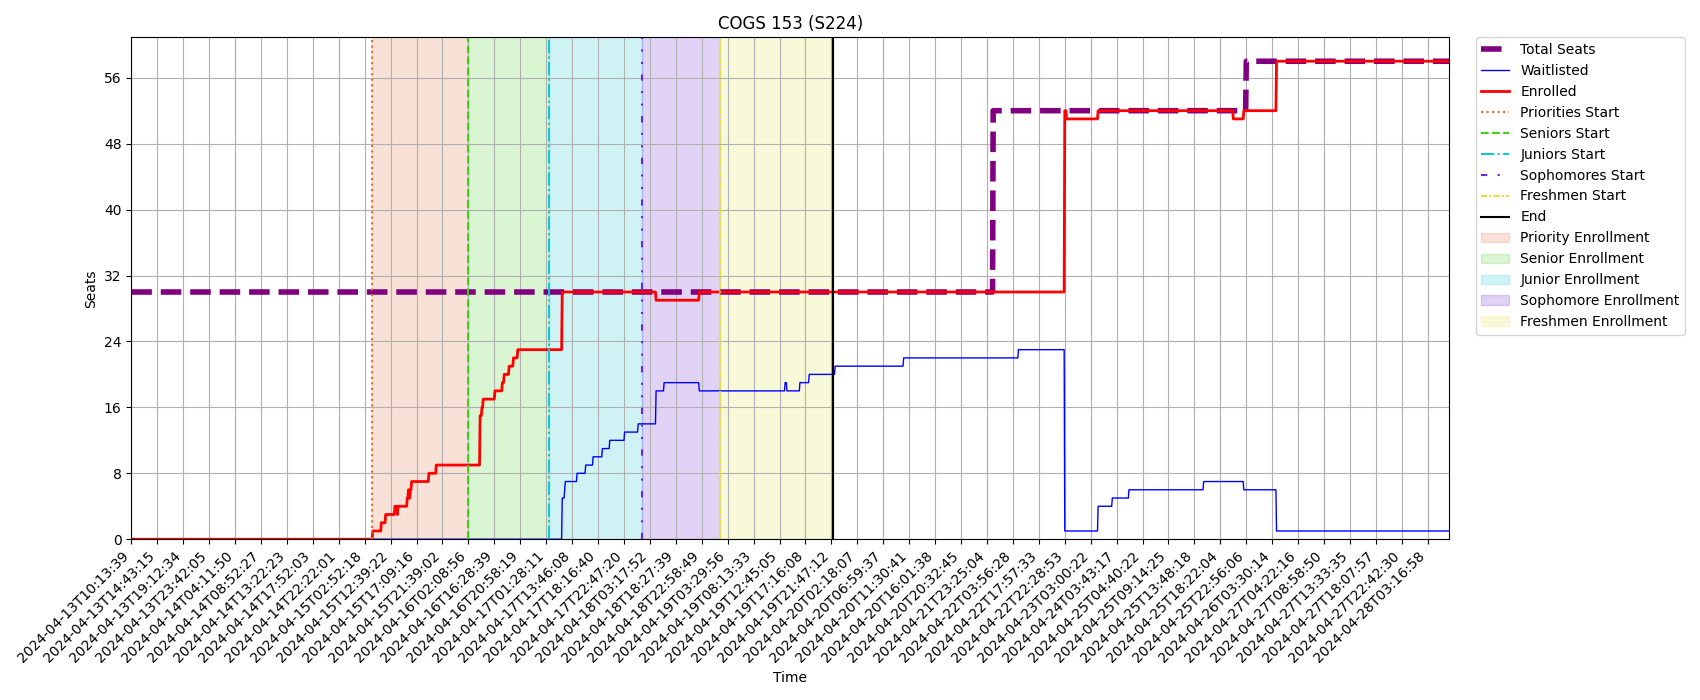 COGS 153 (S224)
Seats
56
48
40
32
24
16
8
0
2024-04-13T10:13:39
2024-04-13T14:43:15
2024-04-13T19:12:34
2024-04-13T23:42:05
2024-04-14T04:11:50
2024-04-14T08:52:27
2024-04-14T13:22:23
2024-04-14T17:52:03
2024-04-14T22:22:01
2024-04-15T02:52:18
2024-04-15T12:39:22
2024-04-15T17:09:16
2024-04-15T21:39:02
2024-04-16T02:08:56
2024-04-16T16:28:39
2024-04-16T20:58:19
2024-04-17T01:28:11
2024-04-17T13:46:08
2024-04-17T18:16:40
2024-04-17T22:47:20
2024-04-18T03:17:52
2024-04-18T18:27:39
2024-04-18T22:58:49
2024-04-19T03:29:56
2024-04-19T08:13:33
2024-04-19T12:45:05
2024-04-19T17:16:08
2024-04-19T21:47:12
2024-04-20T02:18:07
2024-04-20T06:59:37
2024-04-20T11:30:41
2024-04-20T16:01:38
2024-04-20T20:32:45
2024-04-21T23:25:04
2024-04-22T03:56:28
2024-04-22T17:57:33
2024-04-22T22:28:53
2024-04-23T03:00:22
2024-04-24T03:43:17
2024-04-25T04:40:22
2024-04-25T09:14:25
2024-04-25T13:48:18
2024-04-25T18:22:04
2024-04-25T22:56:06
2024-04-26T03:30:14
2024-04-27T04:22:16
2024-04-27T08:58:50
2024-04-27T13:33:35
2024-04-27T18:07:57
2024-04-27T22:42:30
2024-04-28T03:16:58
Time
Total Seats
Waitlisted
Enrolled
Priorities Start
Seniors Start
Juniors Start
Sophomores Start
Freshmen Start
End
Priority Enrollment
Senior Enrollment
Junior Enrollment
Sophomore Enrollment
Freshmen Enrollment